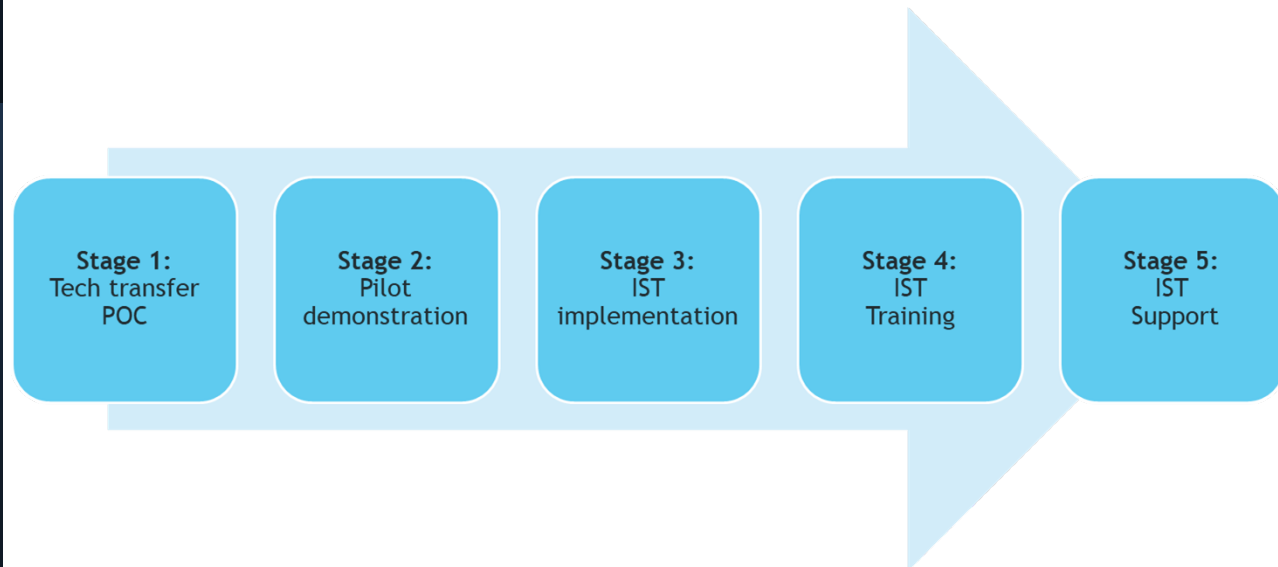 Stage 1:
Tech transfer
POC
Stage 2:
Pilot
demonstration
Stage 3:
IST
implementation
Stage 4:
IST
Training
Stage 5:
IST
Support